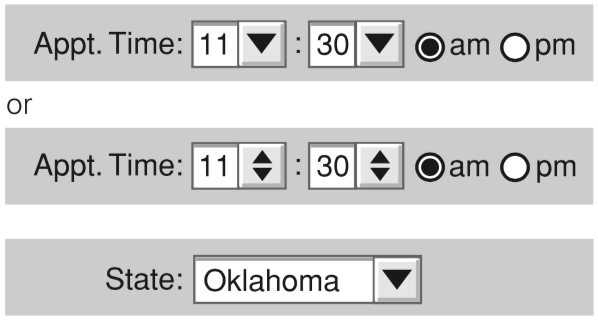 Appt. Time: 11 : 30 am pm
or
Appt. Time: 11 : 30 am pm
State: Oklahoma